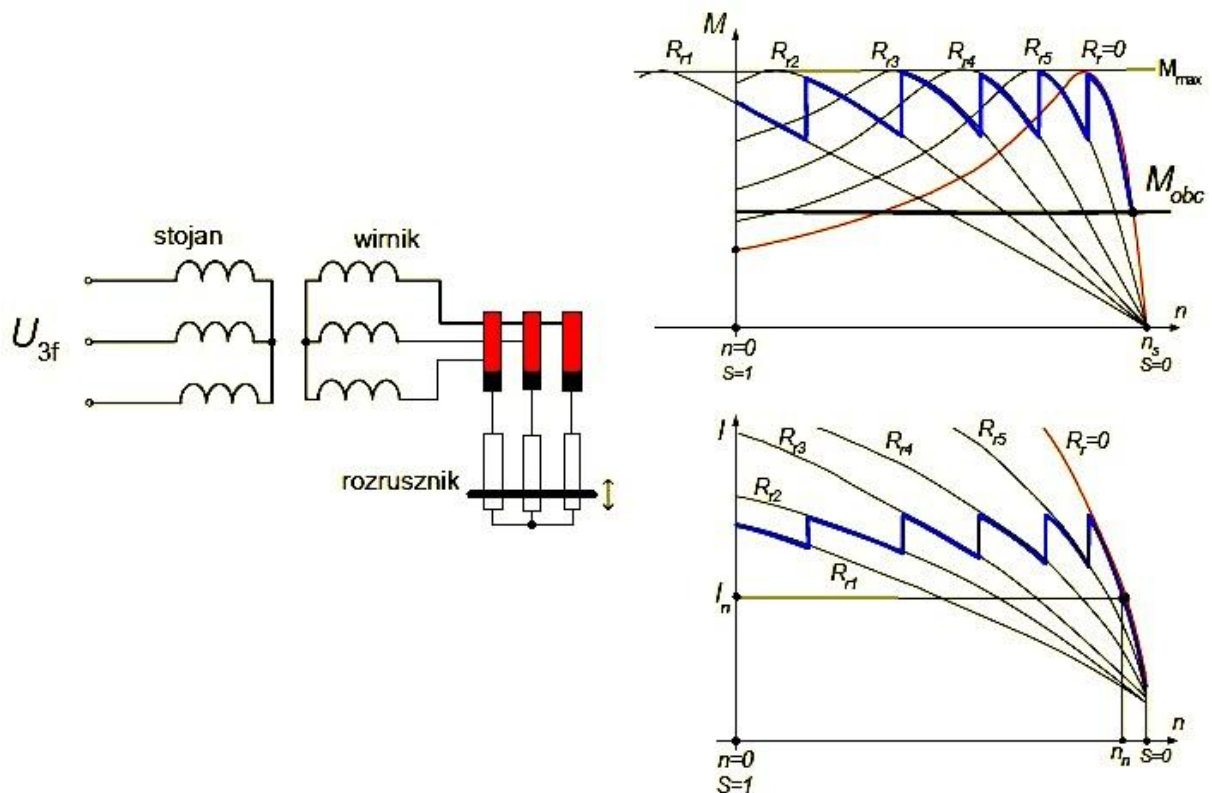 stojan
wirnik
U3f
rozrusznik
M
Rr1
Rr2
Rr3
Rr4
Rr5
Rr=0
Mmax
Mobc
n
n=0
S=1
ns
S=0
I
Rr3
Rr4
Rr5
Rr=0
Rr2
Rr1
In
n
n=0
S=1
nn
S=0